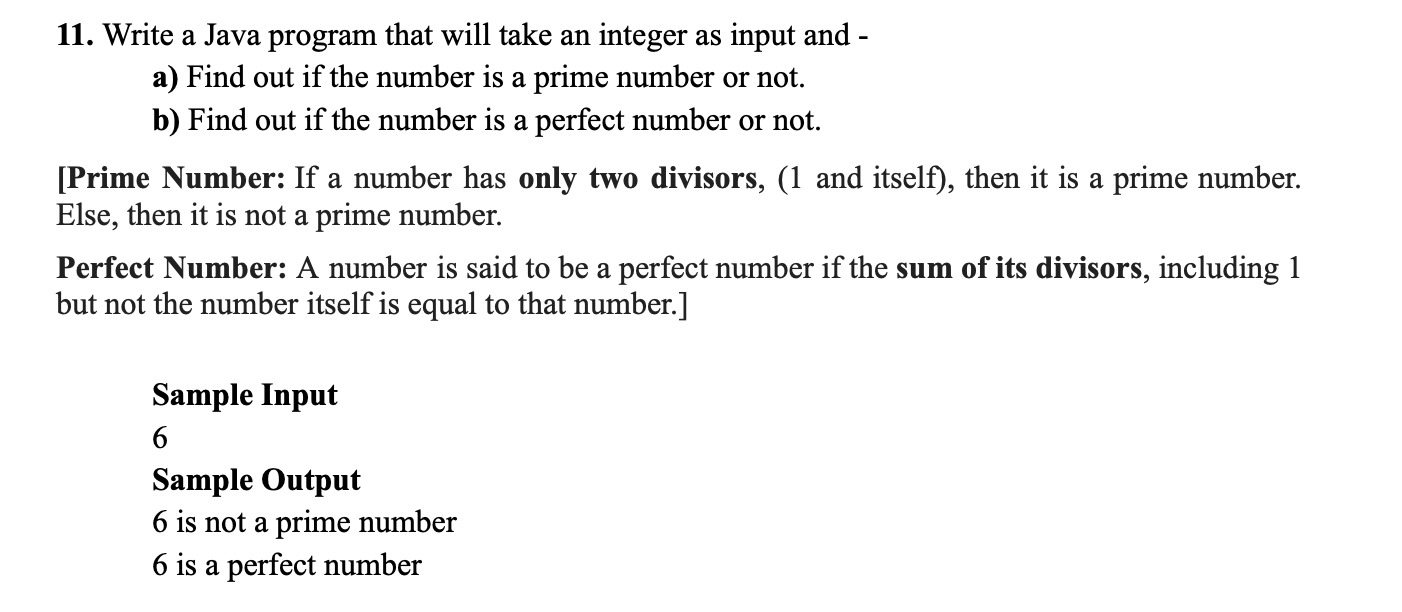 11. Write a Java program that will take an integer as input and -
a) Find out if the number is a prime number or not.
b) Find out if the number is a perfect number or not.
[Prime Number: If a number has only two divisors, (1 and itself), then it is a prime number.
Else, then it is not a prime number.
Perfect Number: A number is said to be a perfect number if the sum of its divisors, including 1
but not the number itself is equal to that number.]
Sample Input
6
Sample Output
6 is not a prime number
6 is a perfect number